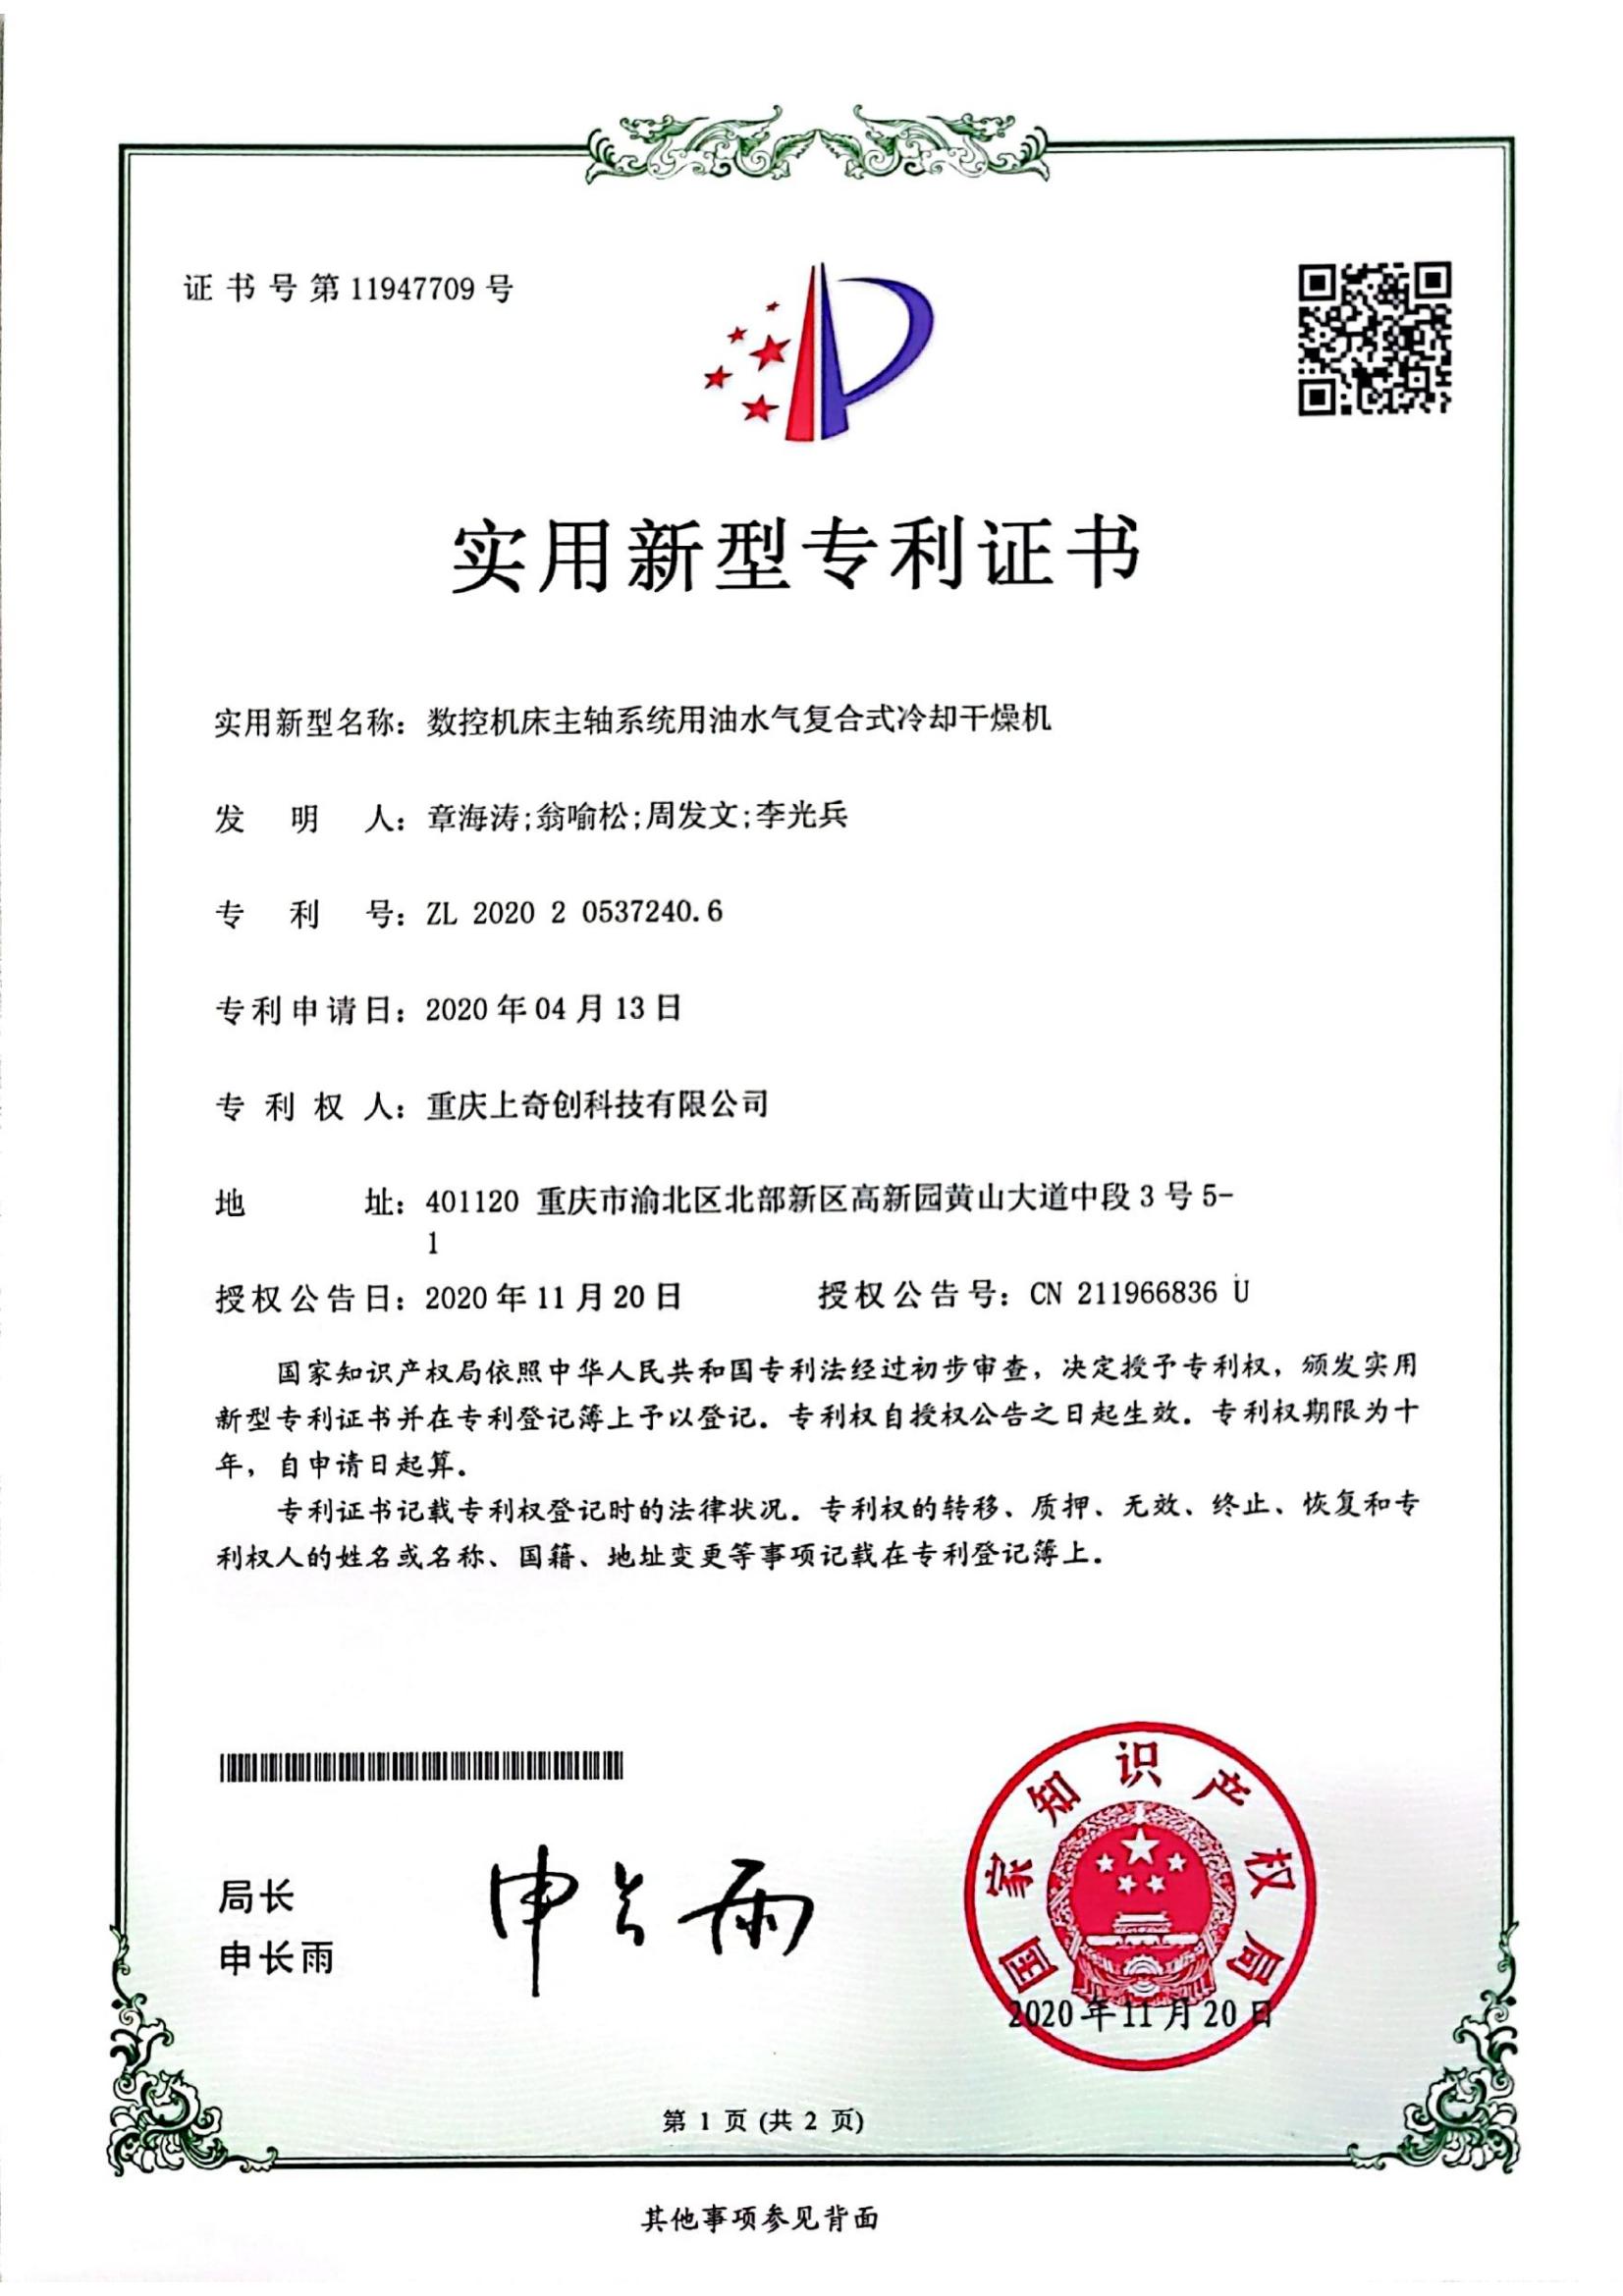 证书号第11947709号
实用新型专利证书
实用新型名称：数控机床主轴系统用油水气复合式冷却干燥机
发明人：章海涛;翁喻松;周发文;李光兵
专利号：ZL 2020 2 0537240.6
专利申请日：2020年04月13日
专利权人：重庆上奇创科技有限公司
地址：401120 重庆市渝北区北部新区高新园黄山大道中段3号5-
1
授权公告日：2020年11月20日 授权公告号：CN 211966836 U
国家知识产权局依照中华人民共和国专利法经过初步审查，决定授予专利权，颁发实用
新型专利证书并在专利登记簿上予以登记。专利权自授权公告之日起生效。专利权期限为十
年，自申请日起算。
专利证书记载专利权登记时的法律状况。专利权的转移、质押、无效、终止、恢复和专
利权人的姓名或名称、国籍、地址变更等事项记载在专利登记簿上。
局长
申长雨
申长雨
国家知识产权局
2020年11月20日
第 1 页 (共 2 页)
其他事项参见背面